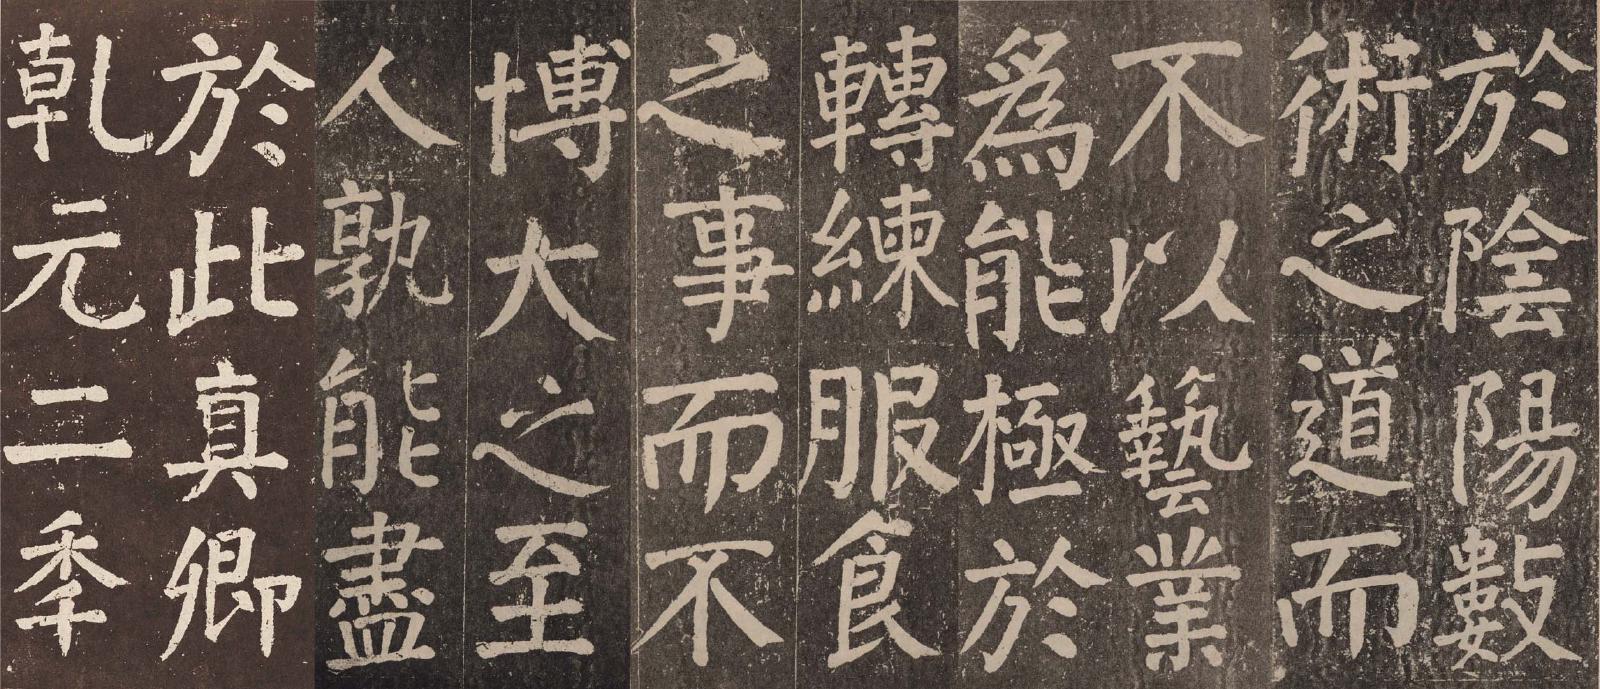 於陰陽數
術之道而
不以藝業
為能極於
轉練服食
之事而不
博大之至
人孰能盡
於此真卿
乹元二季